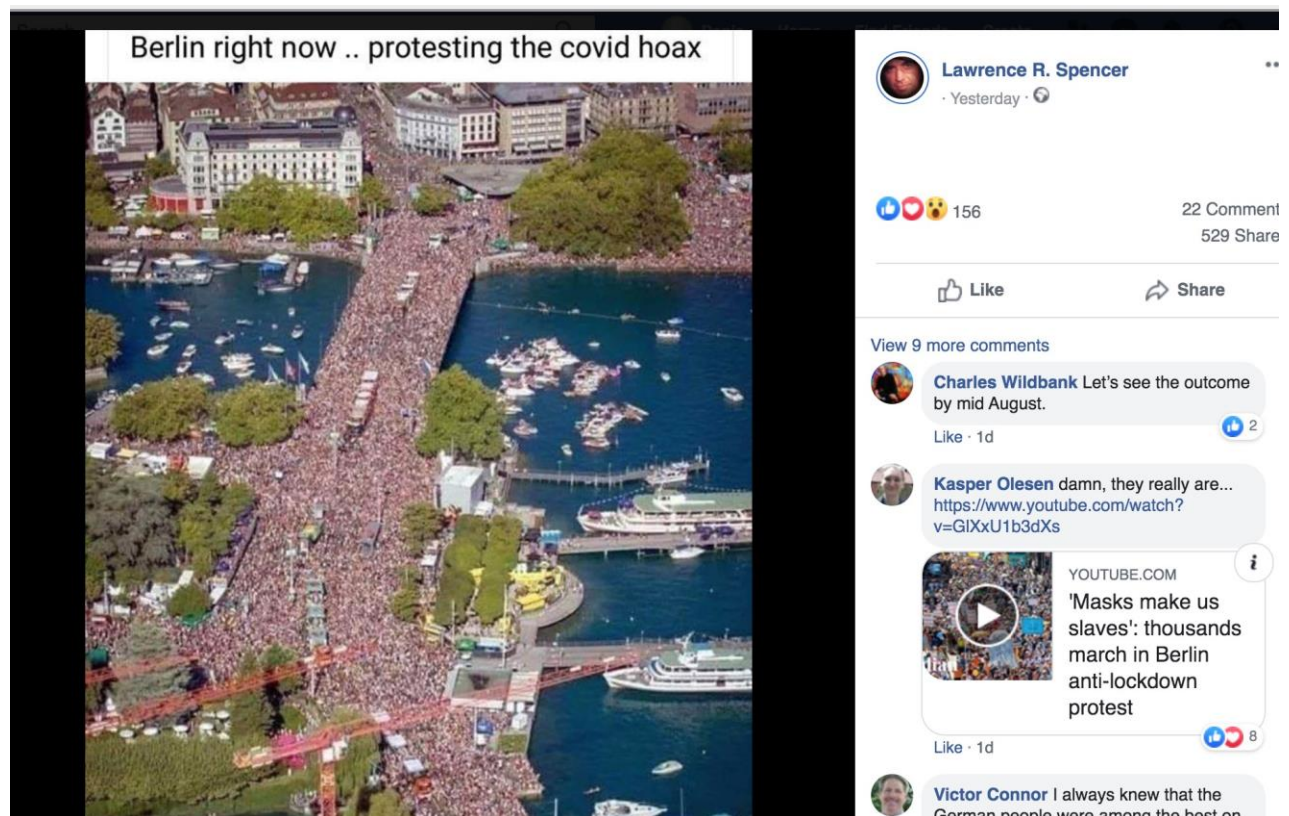 Berlin right now .. protesting the covid hoax
Lawrence R. Spencer
· Yesterday ·
156
22 Comment
529 Share
Like
Share
View 9 more comments
Charles Wildbank Let's see the outcome
by mid August.
2
Like · 1d
Kasper Olesen damn, they really are...
https://www.youtube.com/watch?
v=GIXxU1b3dXs
i
YOUTUBE.COM
'Masks make us
slaves': thousands
march in Berlin
anti-lockdown
protest
8
Like · 1d
Victor Connor I always knew that the
German people were among the best on